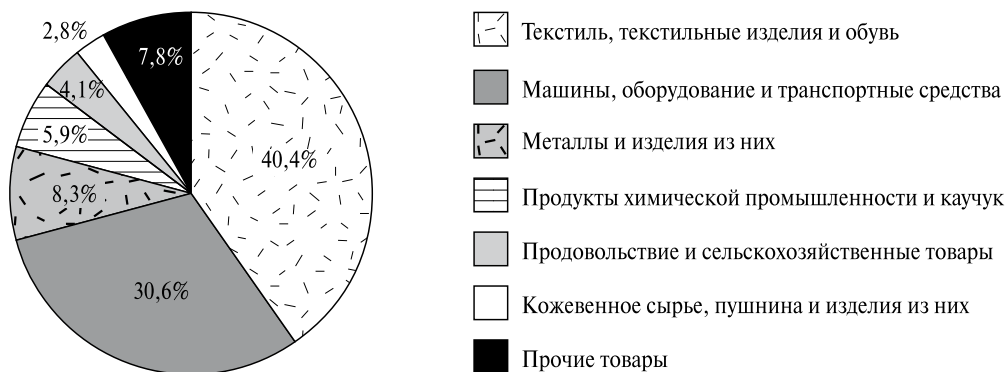 2,8%
7,8%
4,1%
5,9%
8,3%
40,4%
30,6%
Текстиль, текстильные изделия и обувь
Машины, оборудование и транспортные средства
Металлы и изделия из них
Продукты химической промышленности и каучук
Продовольствие и сельскохозяйственные товары
Кожевенное сырье, пушнина и изделия из них
Прочие товары